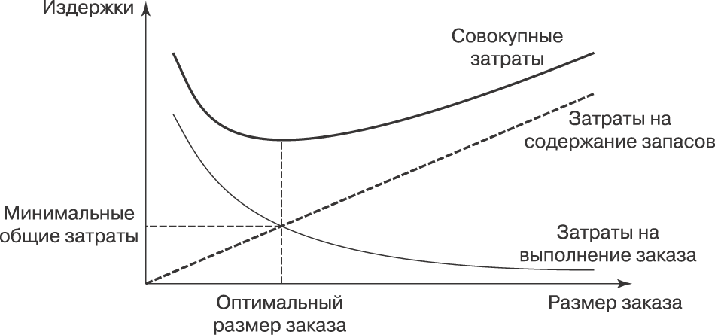 Издержки
Совокупные
затраты
Затраты на
содержание запасов
Минимальные
общие затраты
Затраты на
выполнение заказа
Оптимальный
размер заказа
Размер заказа